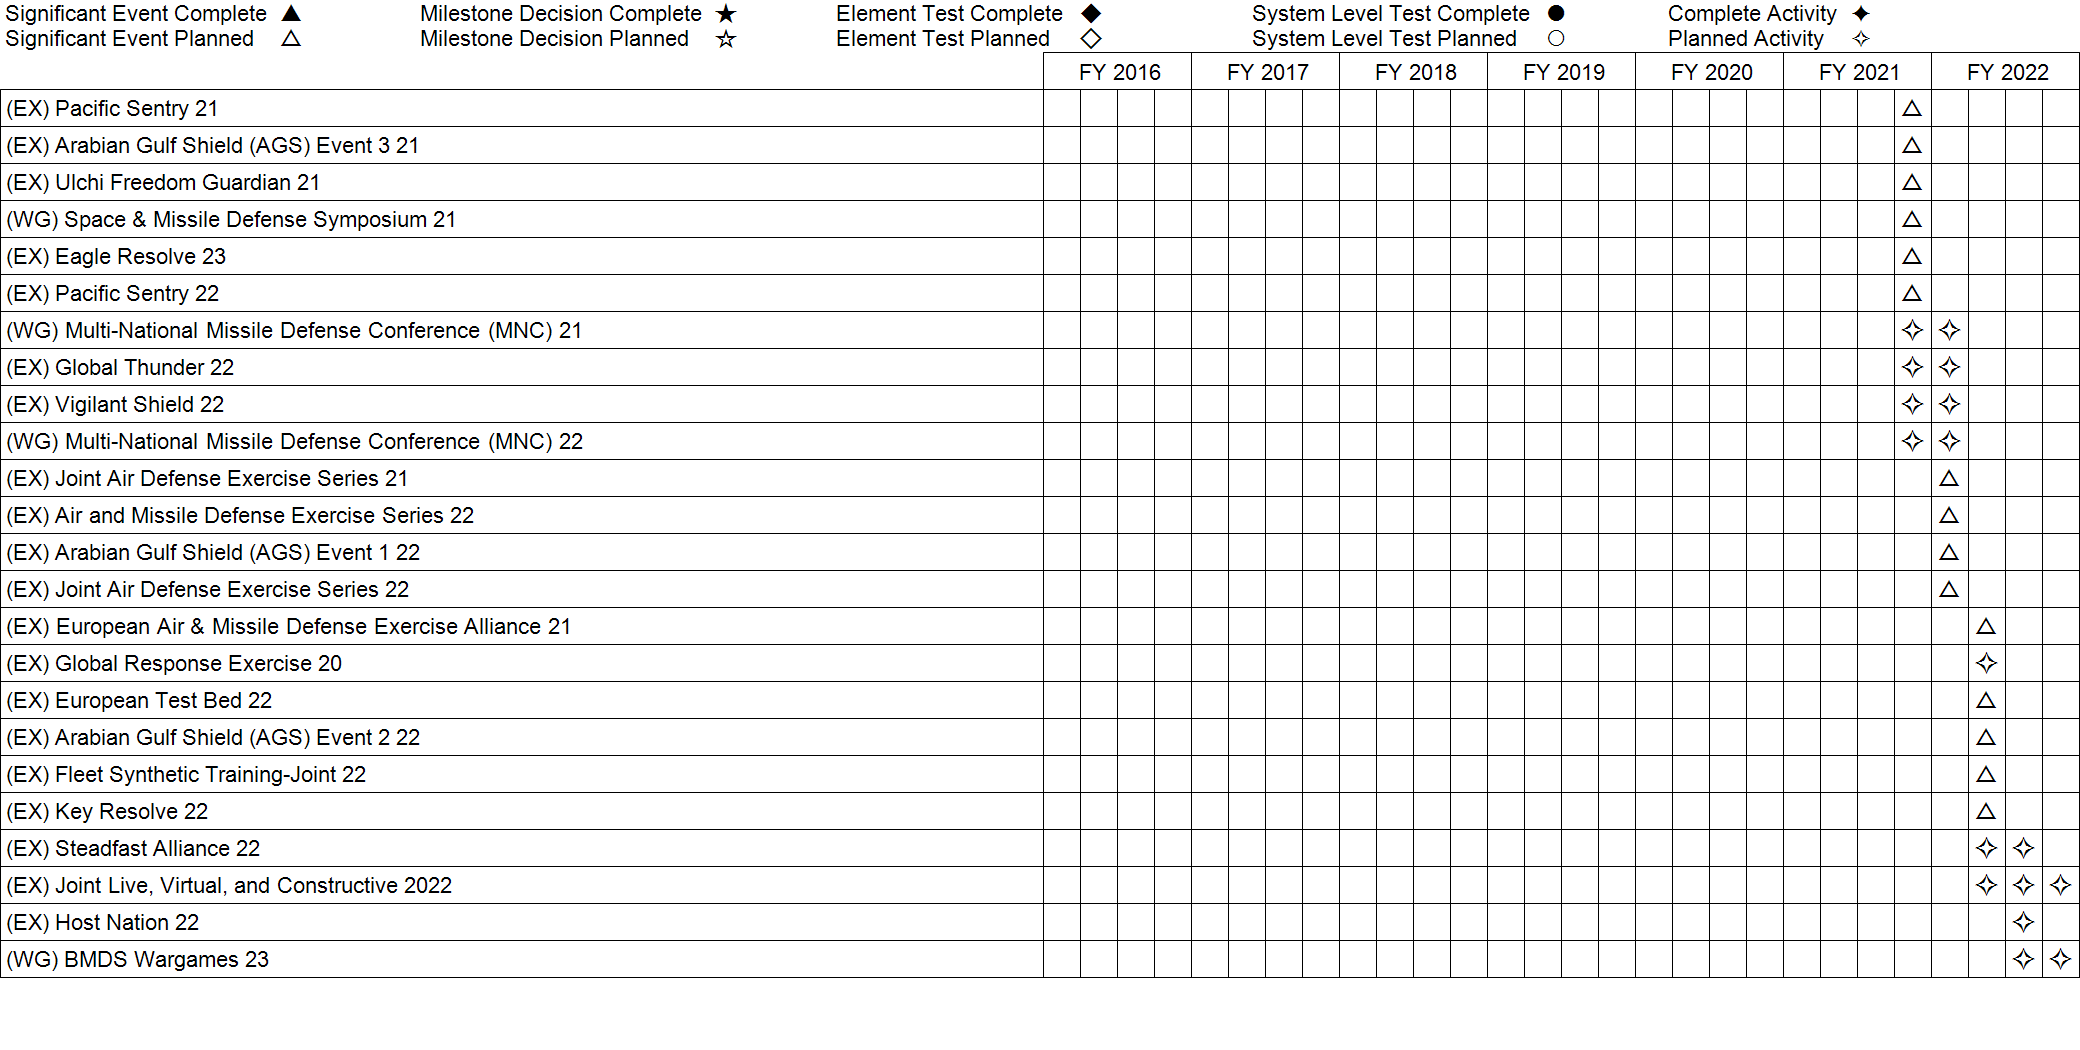 Significant Event Complete ▲ Milestone Decision Complete ★ Element Test Complete ◆ System Level Test Complete ● Complete Activity ✦
Significant Event Planned △ Milestone Decision Planned ☆ Element Test Planned ◇ System Level Test Planned ○ Planned Activity ✧
FY 2016 FY 2017 FY 2018 FY 2019 FY 2020 FY 2021 FY 2022
(EX) Pacific Sentry 21 △
(EX) Arabian Gulf Shield (AGS) Event 3 21 △
(EX) Ulchi Freedom Guardian 21 △
(WG) Space & Missile Defense Symposium 21 △
(EX) Eagle Resolve 23 △
(EX) Pacific Sentry 22 △
(WG) Multi-National Missile Defense Conference (MNC) 21 ✧ ✧
(EX) Global Thunder 22 ✧ ✧
(EX) Vigilant Shield 22 ✧ ✧
(WG) Multi-National Missile Defense Conference (MNC) 22 ✧ ✧
(EX) Joint Air Defense Exercise Series 21 △
(EX) Air and Missile Defense Exercise Series 22 △
(EX) Arabian Gulf Shield (AGS) Event 1 22 △
(EX) Joint Air Defense Exercise Series 22 △
(EX) European Air & Missile Defense Exercise Alliance 21 △
(EX) Global Response Exercise 20 ✧
(EX) European Test Bed 22 △
(EX) Arabian Gulf Shield (AGS) Event 2 22 △
(EX) Fleet Synthetic Training-Joint 22 △
(EX) Key Resolve 22 △
(EX) Steadfast Alliance 22 ✧ ✧
(EX) Joint Live, Virtual, and Constructive 2022 ✧ ✧ ✧
(EX) Host Nation 22 ✧
(WG) BMDS Wargames 23 ✧ ✧